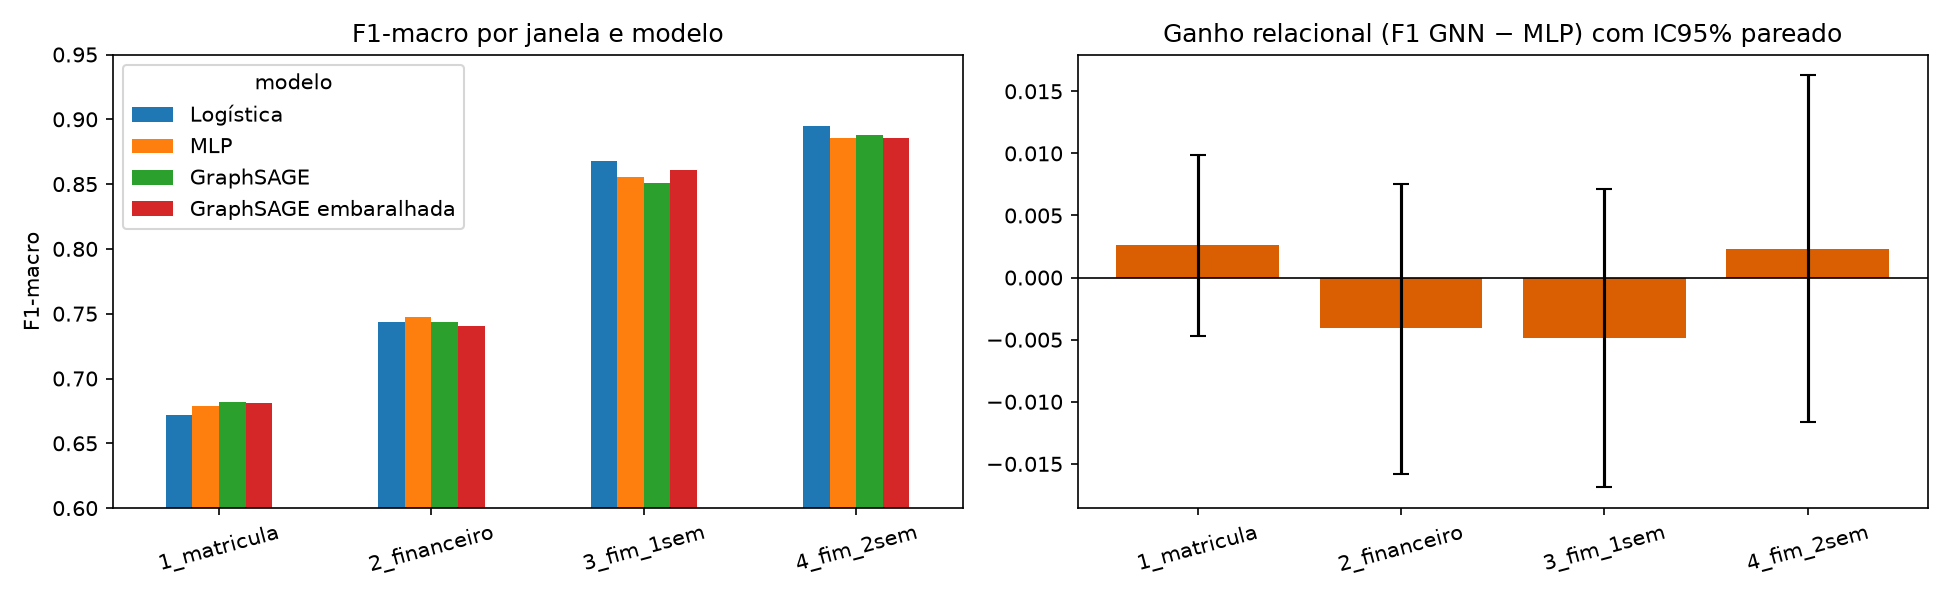 F1-macro por janela e modelo
modelo
Logística
MLP
GraphSAGE
GraphSAGE embaralhada
F1-macro
0.95
0.90
0.85
0.80
0.75
0.70
0.65
0.60
1_matricula
2_financeiro
3_fim_1sem
4_fim_2sem
Ganho relacional (F1 GNN − MLP) com IC95% pareado
0.015
0.010
0.005
0.000
−0.005
−0.010
−0.015
1_matricula
2_financeiro
3_fim_1sem
4_fim_2sem